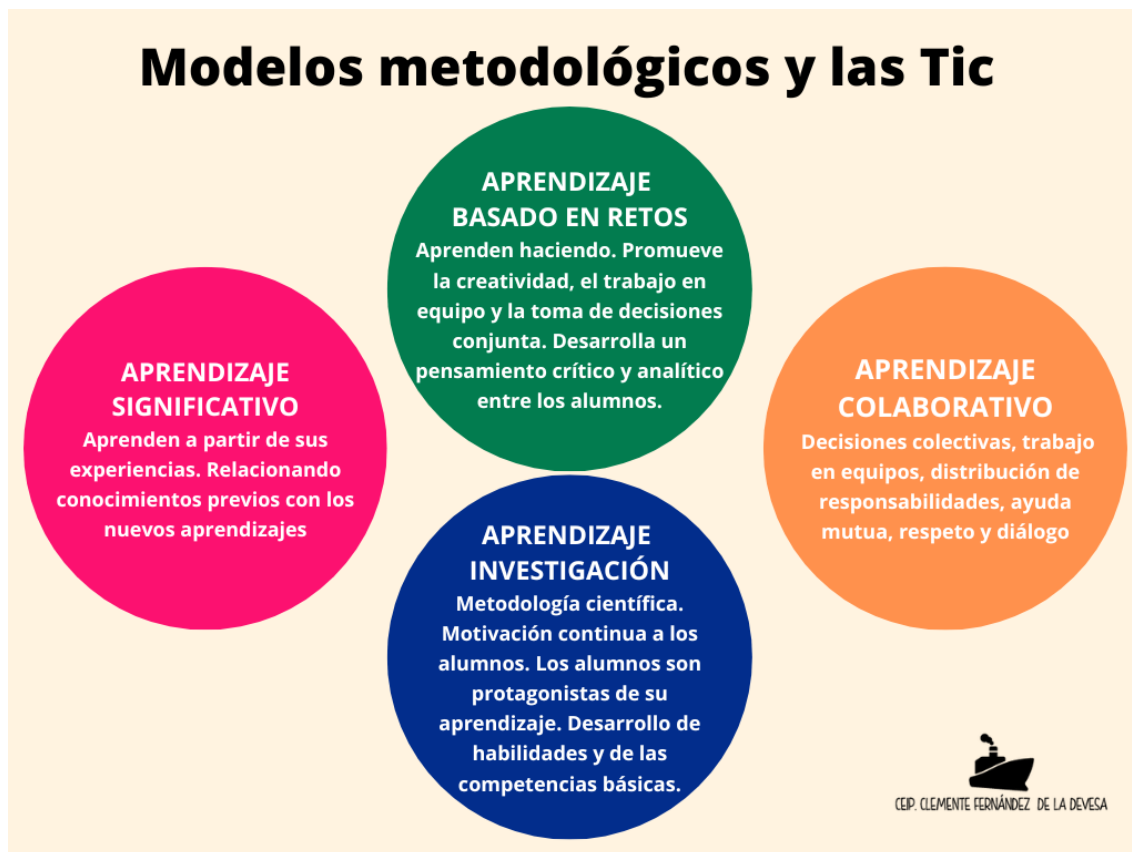 Modelos metodológicos y las Tic
APRENDIZAJE
BASADO EN RETOS
Aprenden haciendo. Promueve
la creatividad, el trabajo en
equipo y la toma de decisiones
conjunta. Desarrolla un
pensamiento crítico y analítico
entre los alumnos.
APRENDIZAJE
SIGNIFICATIVO
Aprenden a partir de sus
experiencias. Relacionando
conocimientos previos con los
nuevos aprendizajes
APRENDIZAJE
COLABORATIVO
Decisiones colectivas, trabajo
en equipos, distribución de
responsabilidades, ayuda
mutua, respeto y diálogo
APRENDIZAJE
INVESTIGACIÓN
Metodología científica.
Motivación continua a los
alumnos. Los alumnos son
protagonistas de su
aprendizaje. Desarrollo de
habilidades y de las
competencias básicas.
CEIP. CLEMENTE FERNÁNDEZ DE LA DEVESA